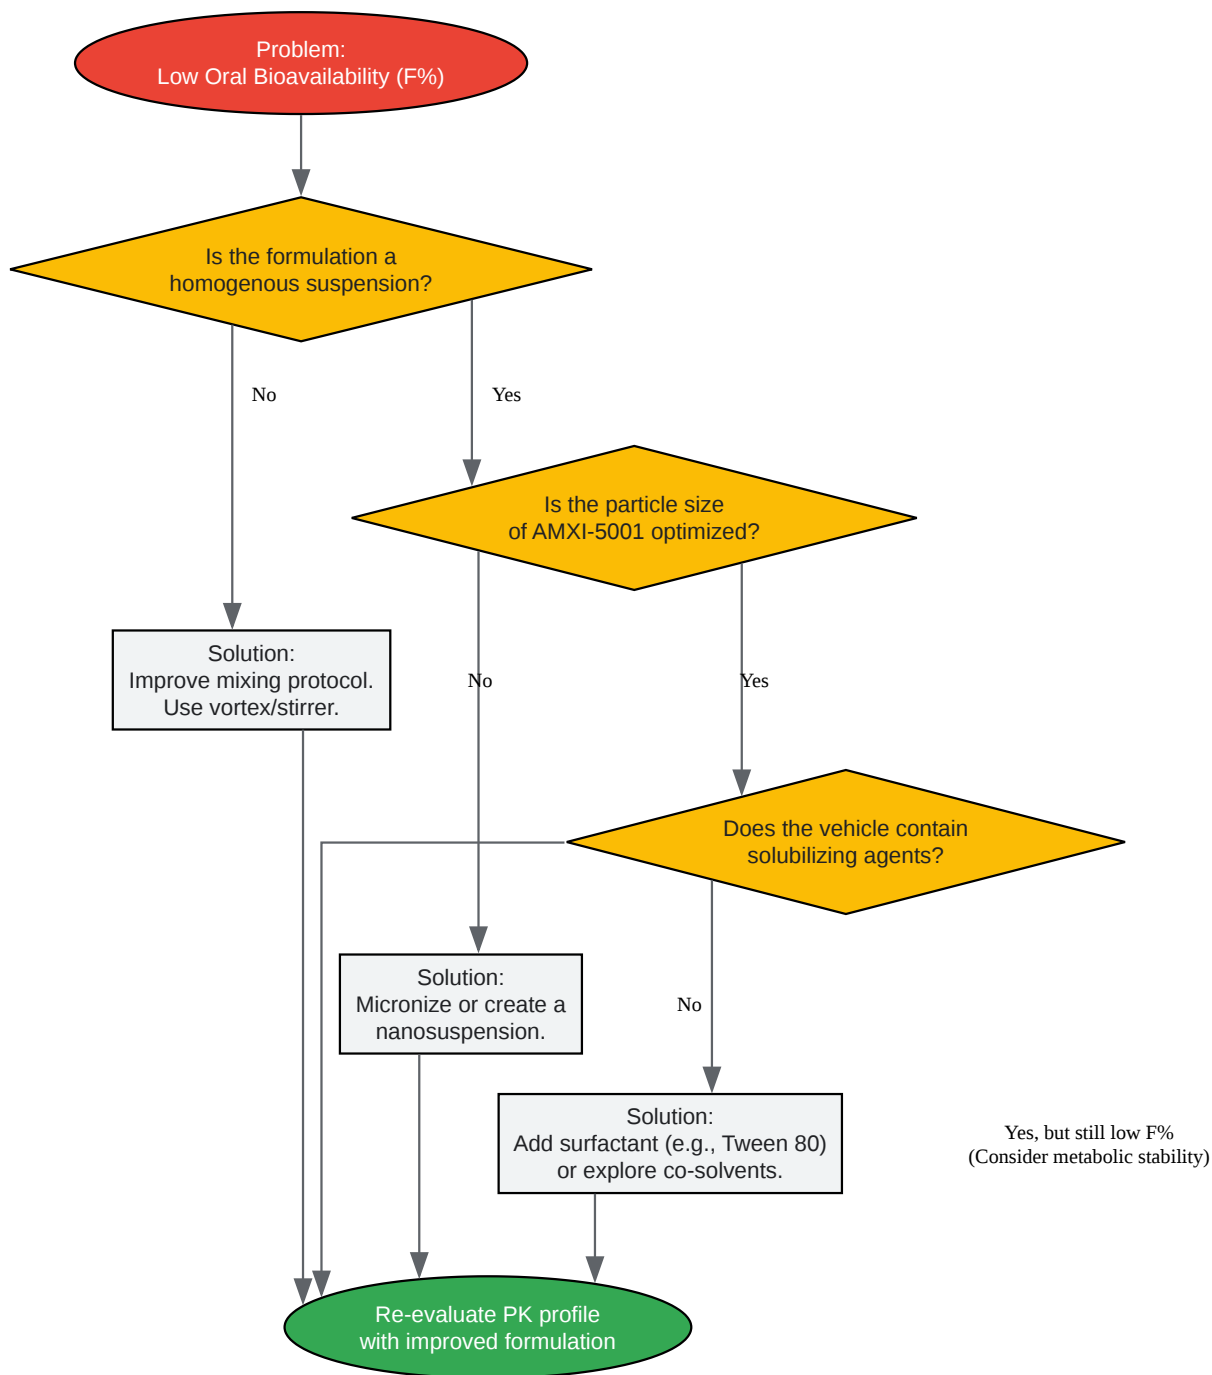 Problem:
Low Oral Bioavailability (F%)
Is the formulation a
homogenous suspension?
No
Yes
Is the particle size
of AMXI-5001 optimized?
Solution:
Improve mixing protocol.
Use vortex/stirrer.
No
Yes
Does the vehicle contain
solubilizing agents?
Solution:
Micronize or create a
nanosuspension.
No
Solution:
Add surfactant (e.g., Tween 80)
or explore co-solvents.
Yes, but still low F%
(Consider metabolic stability)
Re-evaluate PK profile
with improved formulation